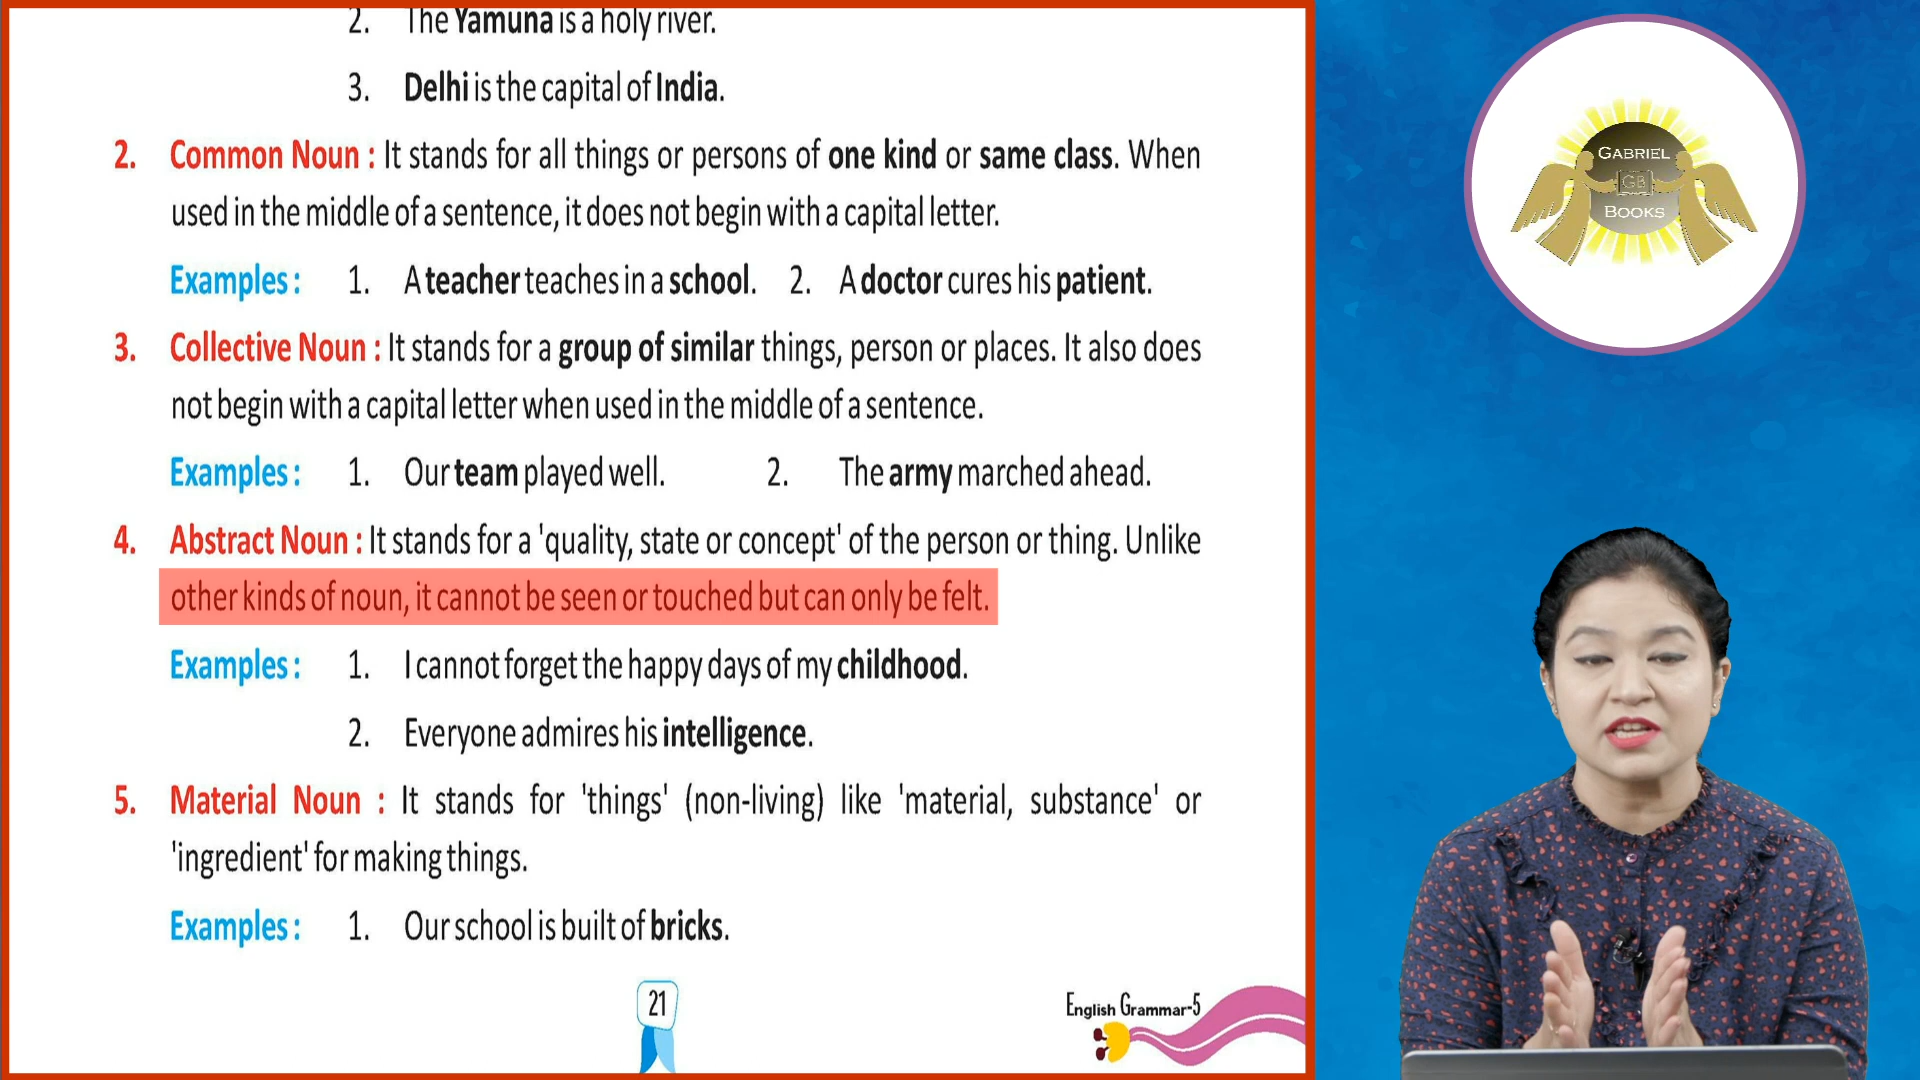 2. The Yamuna is a holy river.
3. Delhi is the capital of India.
2. Common Noun : It stands for all things or persons of one kind or same class. When
used in the middle of a sentence, it does not begin with a capital letter.
Examples : 1. A teacher teaches in a school. 2. A doctor cures his patient.
3. Collective Noun : It stands for a group of similar things, person or places. It also does
not begin with a capital letter when used in the middle of a sentence.
Examples : 1. Our team played well. 2. The army marched ahead.
4. Abstract Noun : It stands for a 'quality, state or concept' of the person or thing. Unlike
other kinds of noun, it cannot be seen or touched but can only be felt.
Examples : 1. I cannot forget the happy days of my childhood.
2. Everyone admires his intelligence.
5. Material Noun : It stands for 'things' (non-living) like 'material, substance' or
'ingredient' for making things.
Examples : 1. Our school is built of bricks.
21
English Grammar-5
GABRIEL
GB
BOOKS